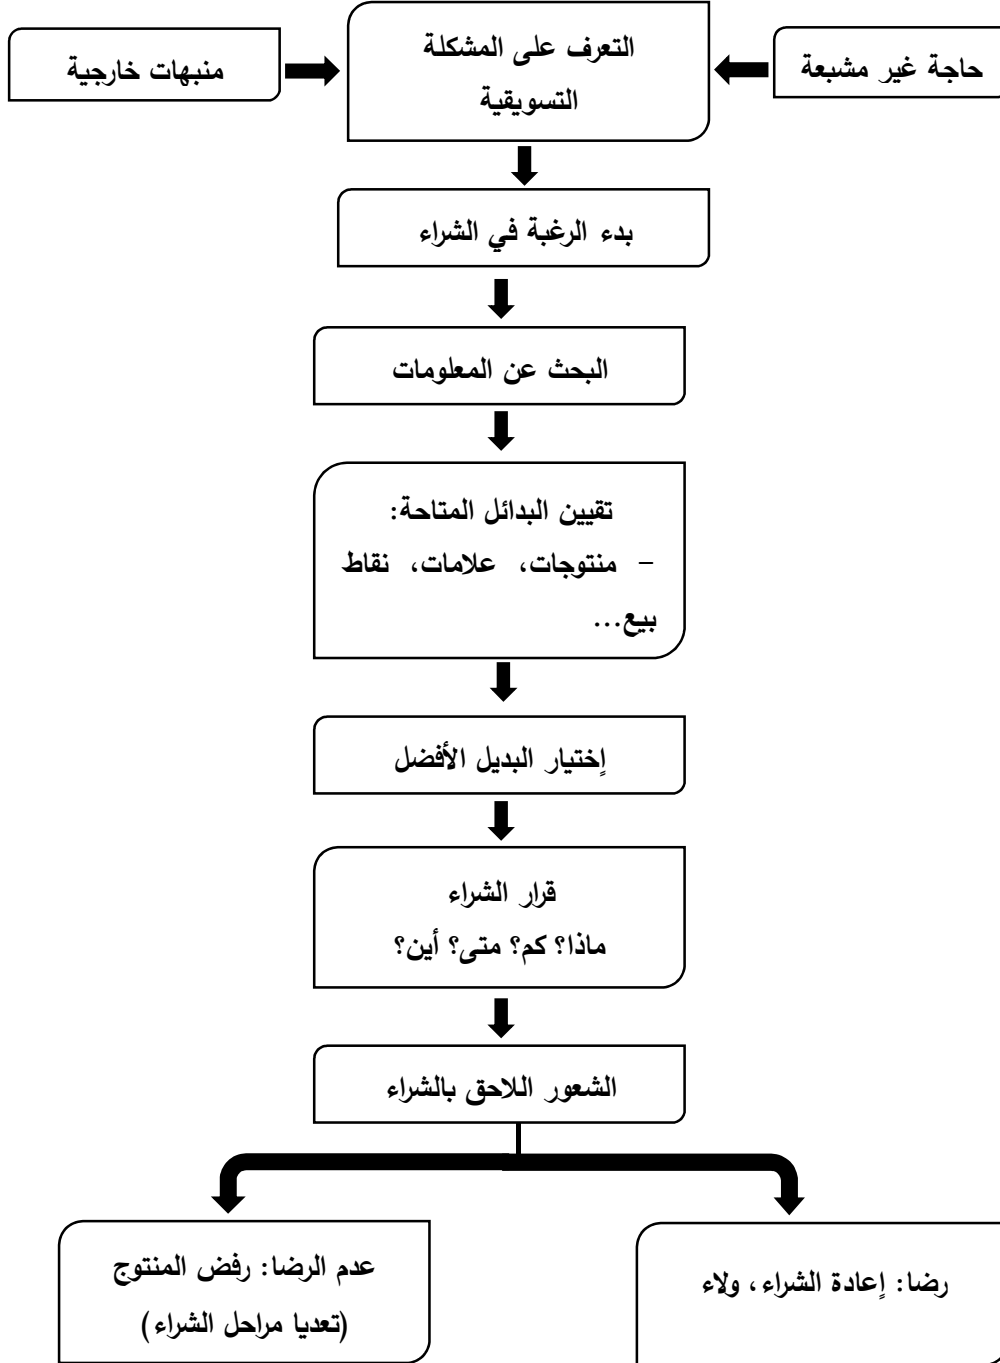 حاجة غير مشبعة
التعرف على المشكلة
التسويقية
منبهات خارجية
بدء الرغبة في الشراء
البحث عن المعلومات
تقيين البدائل المتاحة:
- منتوجات، علامات، نقاط
بيع...
إختيار البديل الأفضل
قرار الشراء
ماذا؟ كم؟ متى؟ أين؟
الشعور اللاحق بالشراء
رضا: إعادة الشراء، ولاء
عدم الرضا: رفض المنتوج
(تعديا مراحل الشراء)